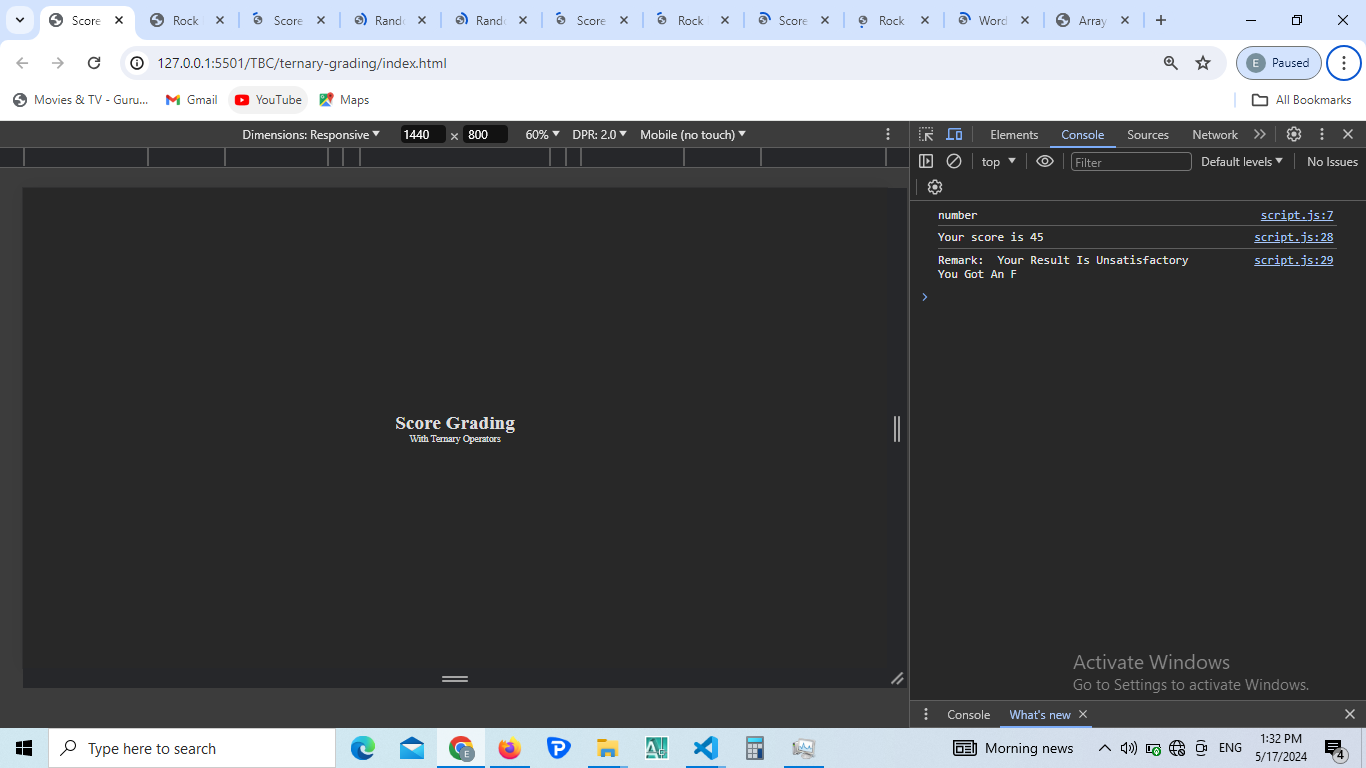 Score
Rock
Score
Rando
Rando
Score
Rock
Score
Rock
Word
Array
127.0.0.1:5501/TBC/ternary-grading/index.html
E Paused
Movies & TV - Guru...
Gmail
YouTube
Maps
All Bookmarks
Dimensions: Responsive
1440 × 800
60%
DPR: 2.0
Mobile (no touch)
Elements
Console
Sources
Network
top
Filter
Default levels
No Issues
number script.js:7
Your score is 45 script.js:28
Remark:  Your Result Is Unsatisfactory script.js:29
You Got An F
Score Grading
With Ternary Operators
Activate Windows
Go to Settings to activate Windows.
Console
What's new
Type here to search
E
Morning news
ENG
1:32 PM
5/17/2024
4